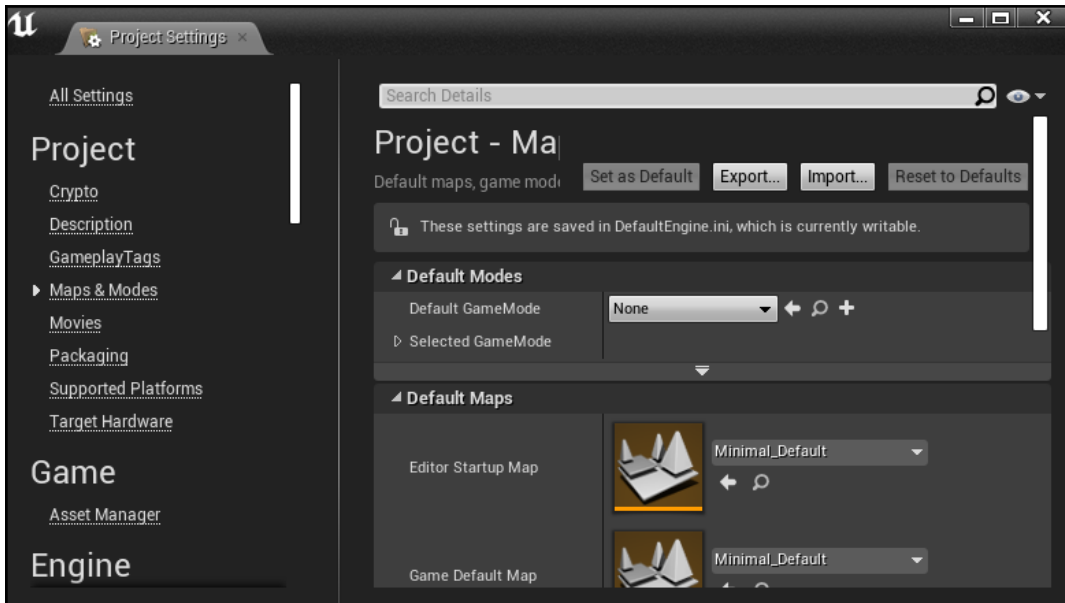 Project Settings
All Settings
Project
Crypto
Description
GameplayTags
Maps & Modes
Movies
Packaging
Supported Platforms
Target Hardware
Game
Asset Manager
Engine
Search Details
Project - Ma
Default maps, game mod
Set as Default
Export...
Import...
Reset to Defaults
These settings are saved in DefaultEngine.ini, which is currently writable.
Default Modes
Default GameMode
None
Selected GameMode
Default Maps
Editor Startup Map
Minimal_Default
Game Default Map
Minimal_Default